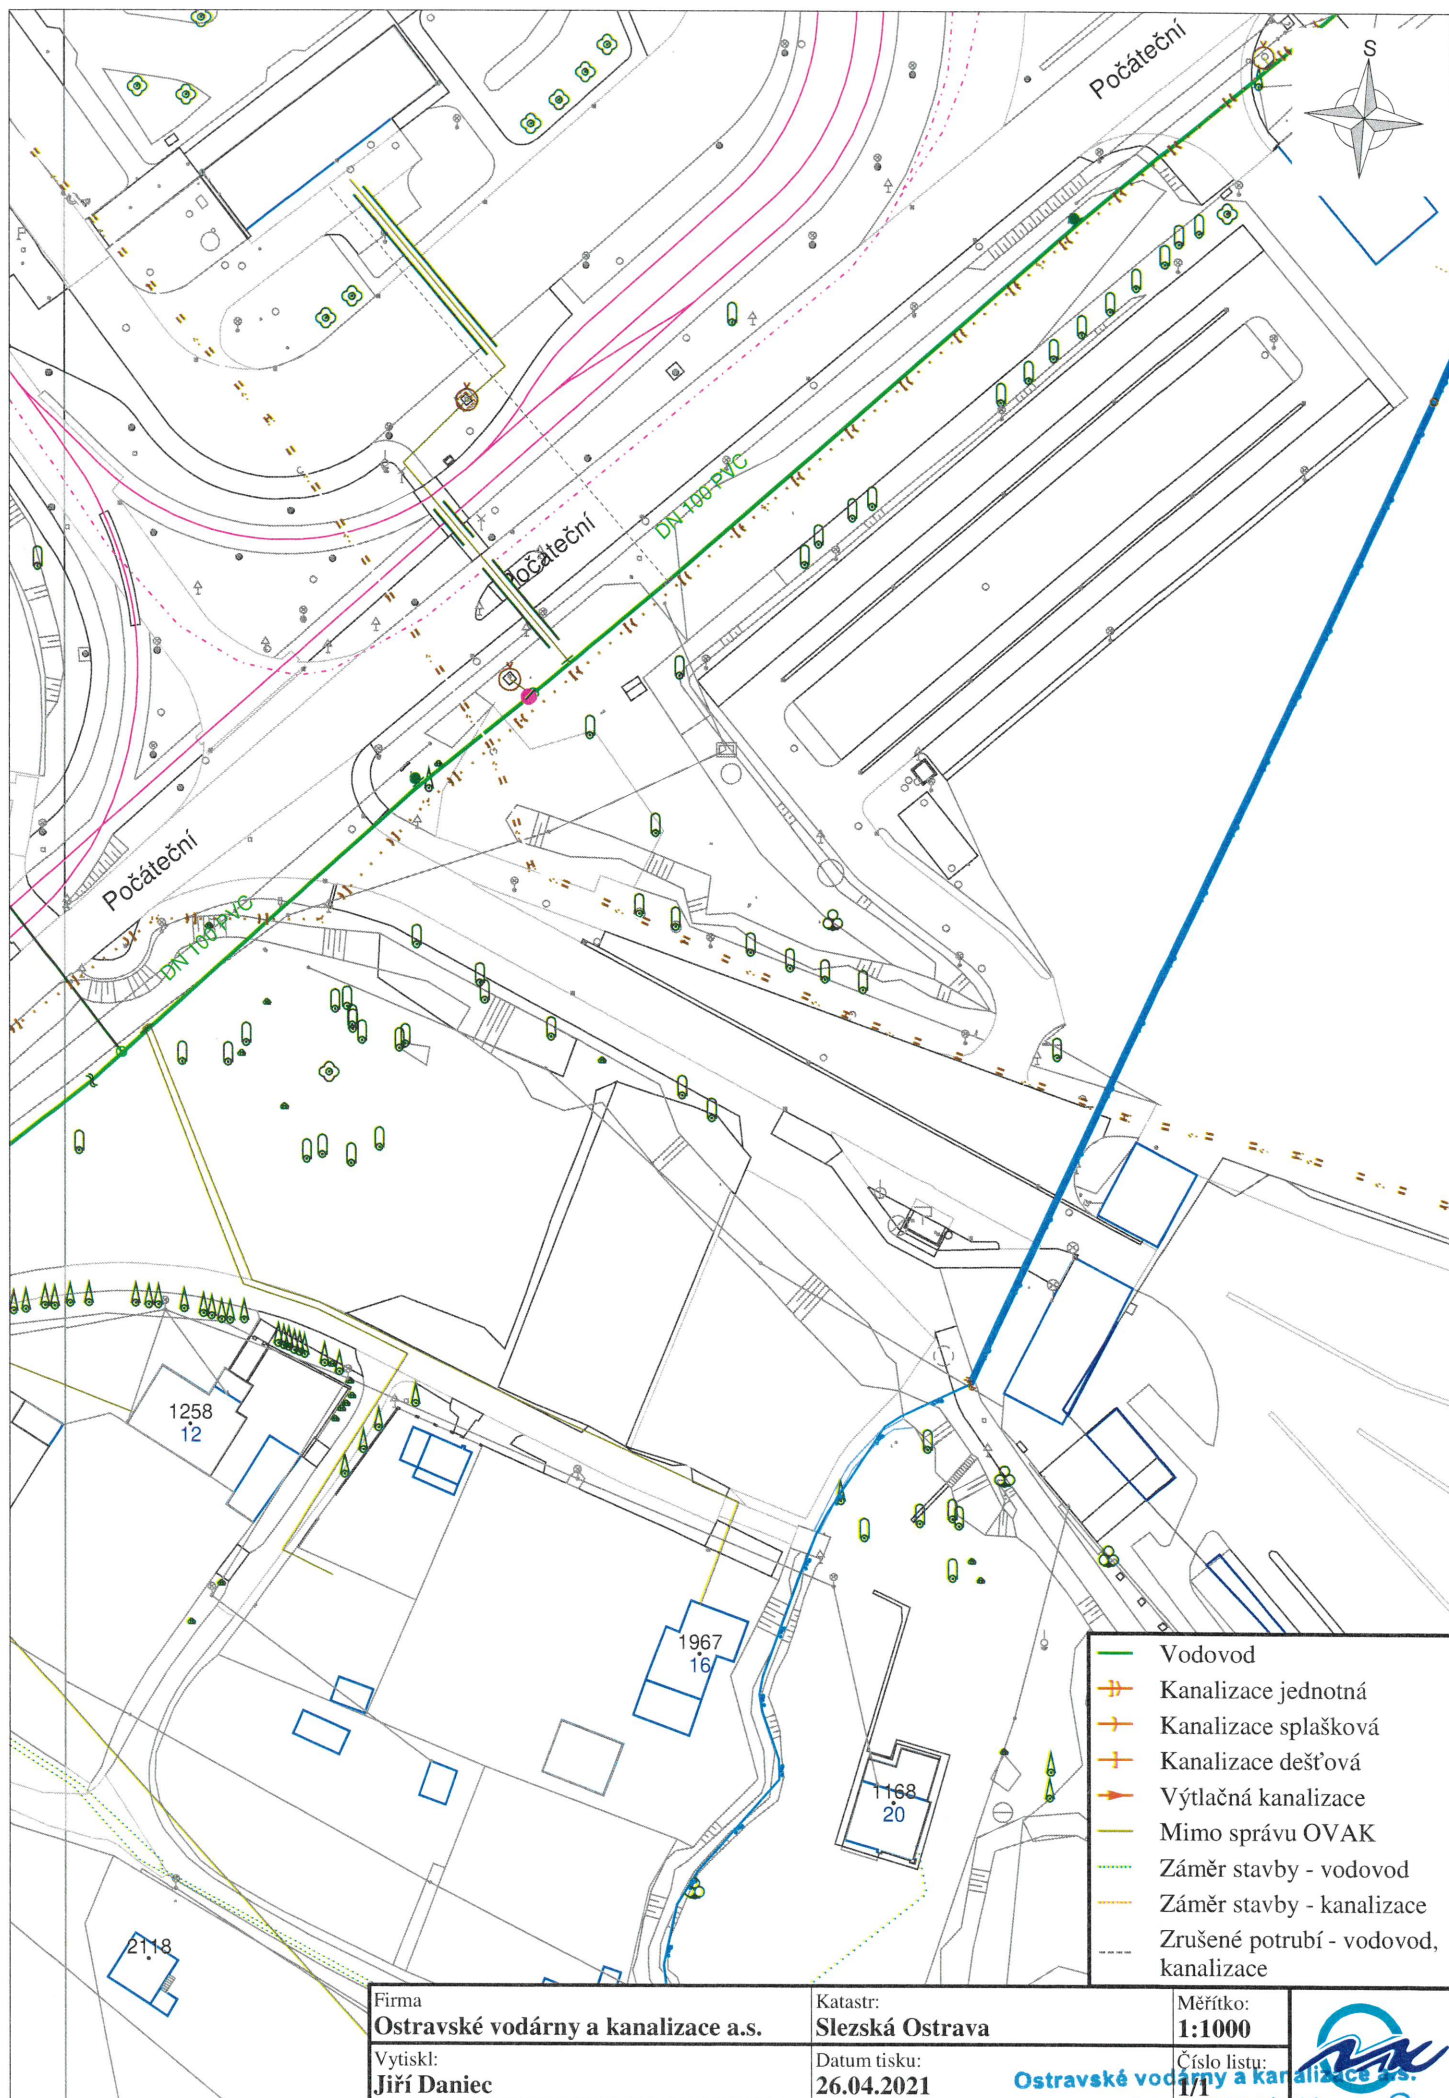 Počáteční
S
DN 100 PVC
Počáteční
Počáteční
DN 100 PVC
1258
12
1967
16
1168
20
2118
Vodovod
Kanalizace jednotná
Kanalizace splašková
Kanalizace dešťová
Výtlačná kanalizace
Mimo správu OVAK
Záměr stavby - vodovod
Záměr stavby - kanalizace
Zrušené potrubí - vodovod,
kanalizace
Firma
Ostravské vodárny a kanalizace a.s.
Katastr:
Slezská Ostrava
Měřítko:
1:1000
Vytiskl:
Jiří Daniec
Datum tisku:
26.04.2021
Číslo listu:
1/1
Ostravské vodárny a kanalizace a.s.